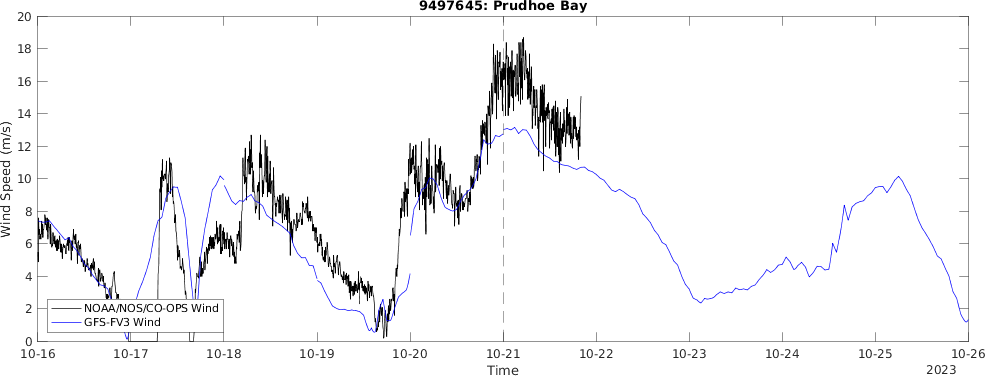 9497645: Prudhoe Bay
20
18
16
14
12
10
8
6
4
2
0
Wind Speed (m/s)
NOAA/NOS/CO-OPS Wind
GFS-FV3 Wind
10-16 10-17 10-18 10-19 10-20 10-21 10-22 10-23 10-24 10-25 10-26
Time
2023